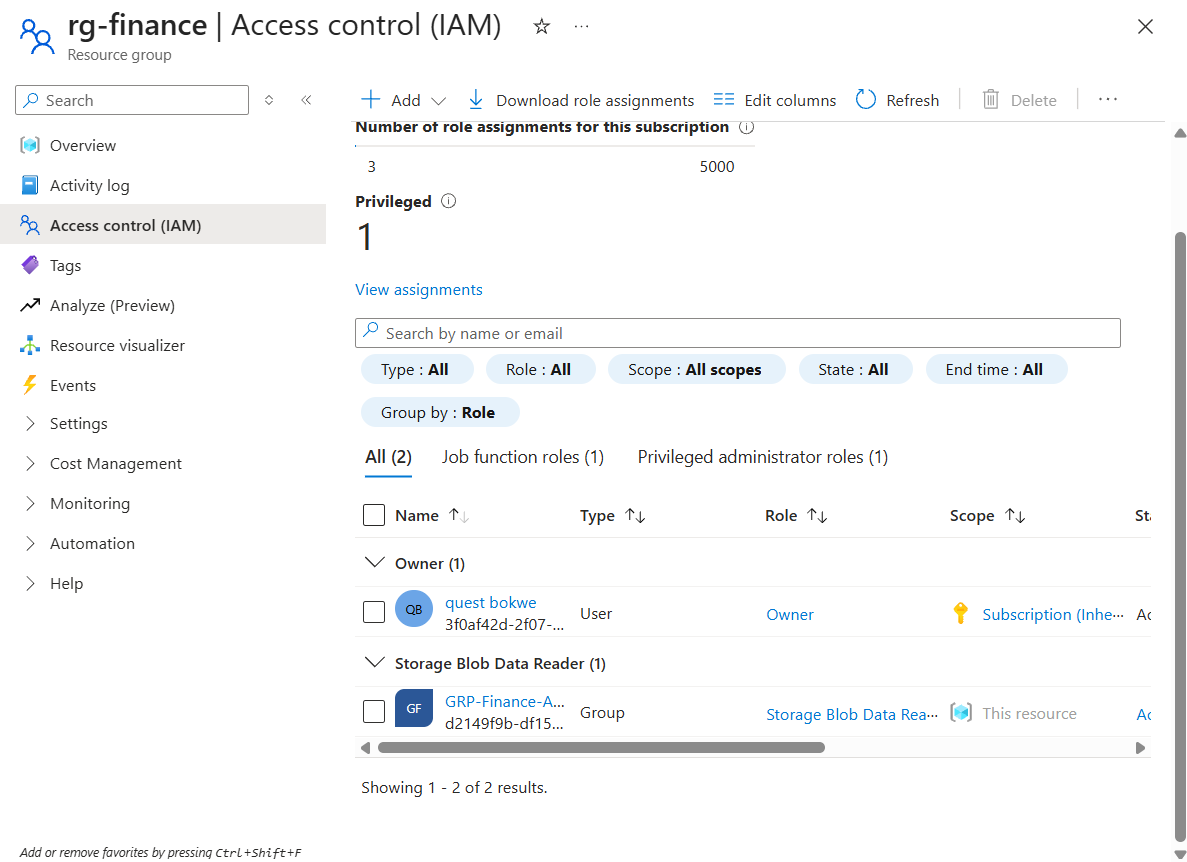 rg-finance | Access control (IAM)
Resource group
Search
Overview
Activity log
Access control (IAM)
Tags
Analyze (Preview)
Resource visualizer
Events
Settings
Cost Management
Monitoring
Automation
Help
Add or remove favorites by pressing Ctrl+Shift+F
Add Download role assignments Edit columns Refresh Delete
Number of role assignments for this subscription
3 5000
Privileged
1
View assignments
Search by name or email
Type : All Role : All Scope : All scopes State : All End time : All
Group by : Role
All (2) Job function roles (1) Privileged administrator roles (1)
Name Type Role Scope
Owner (1)
QB quest bokwe User Owner Subscription (Inhe...
3f0af42d-2f07-...
Storage Blob Data Reader (1)
GF GRP-Finance-A... Group Storage Blob Data Rea... This resource
d2149f9b-df15...
Showing 1 - 2 of 2 results.